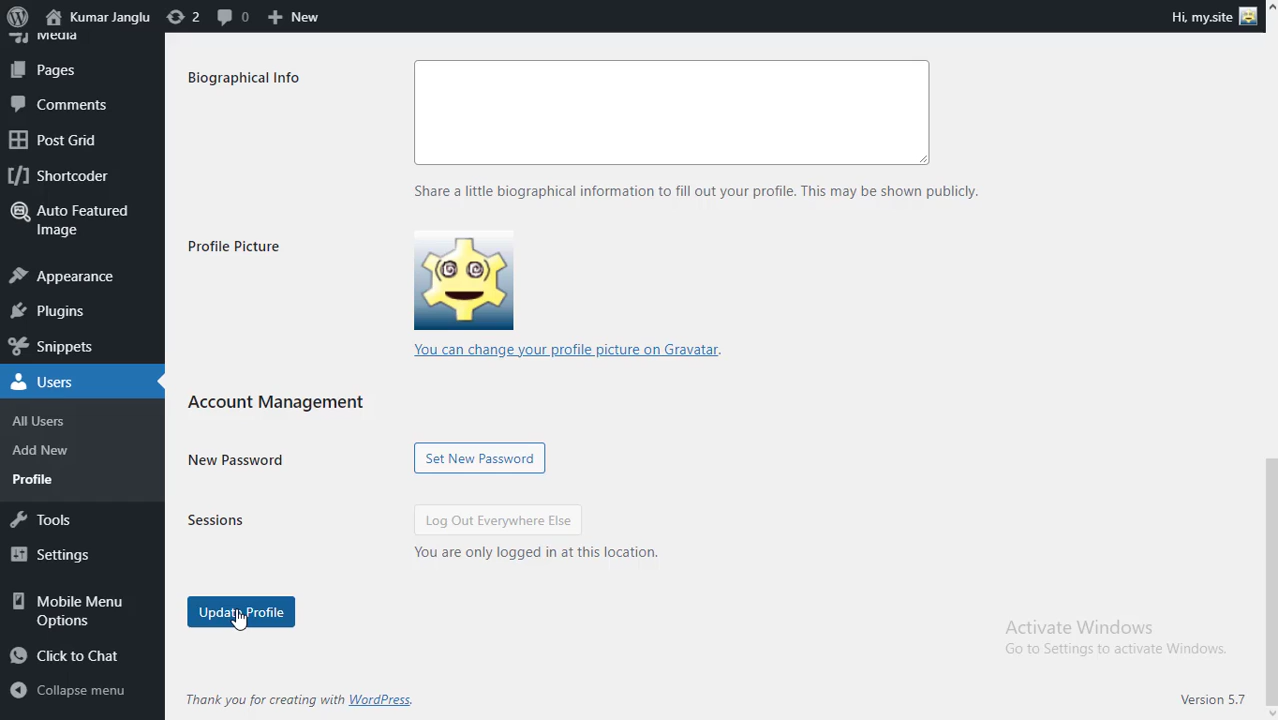 Kumar Janglu 2 0 New Hi, my.site
Media
Pages
Comments
Post Grid
Shortcoder
Auto Featured
Image
Appearance
Plugins
Snippets
Users
All Users
Add New
Profile
Tools
Settings
Mobile Menu
Options
Click to Chat
Collapse menu
Biographical Info
Share a little biographical information to fill out your profile. This may be shown publicly.
Profile Picture
You can change your profile picture on Gravatar.
Account Management
New Password Set New Password
Sessions Log Out Everywhere Else
You are only logged in at this location.
Update Profile
Activate Windows
Go to Settings to activate Windows.
Thank you for creating with WordPress. Version 5.7